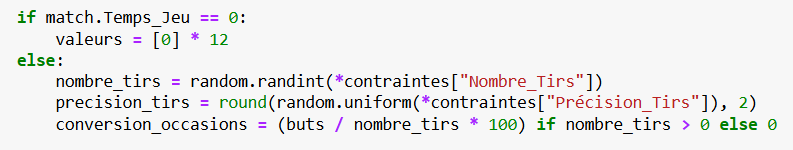 if match.Temps_Jeu == 0:
    valeurs = [0] * 12
else:
    nombre_tirs = random.randint(*contraintes["Nombre_Tirs"])
    precision_tirs = round(random.uniform(*contraintes["Précision_Tirs"]), 2)
    conversion_occasions = (buts / nombre_tirs * 100) if nombre_tirs > 0 else 0